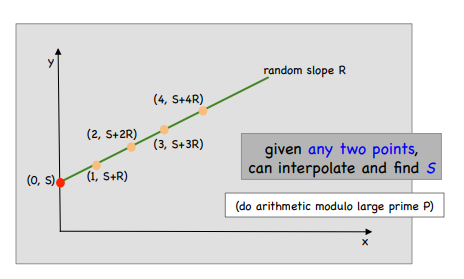 y
random slope R
(4, S+4R)
(2, S+2R)
(3, S+3R)
(0, S)
(1, S+R)
given any two points,
can interpolate and find S
(do arithmetic modulo large prime P)
x